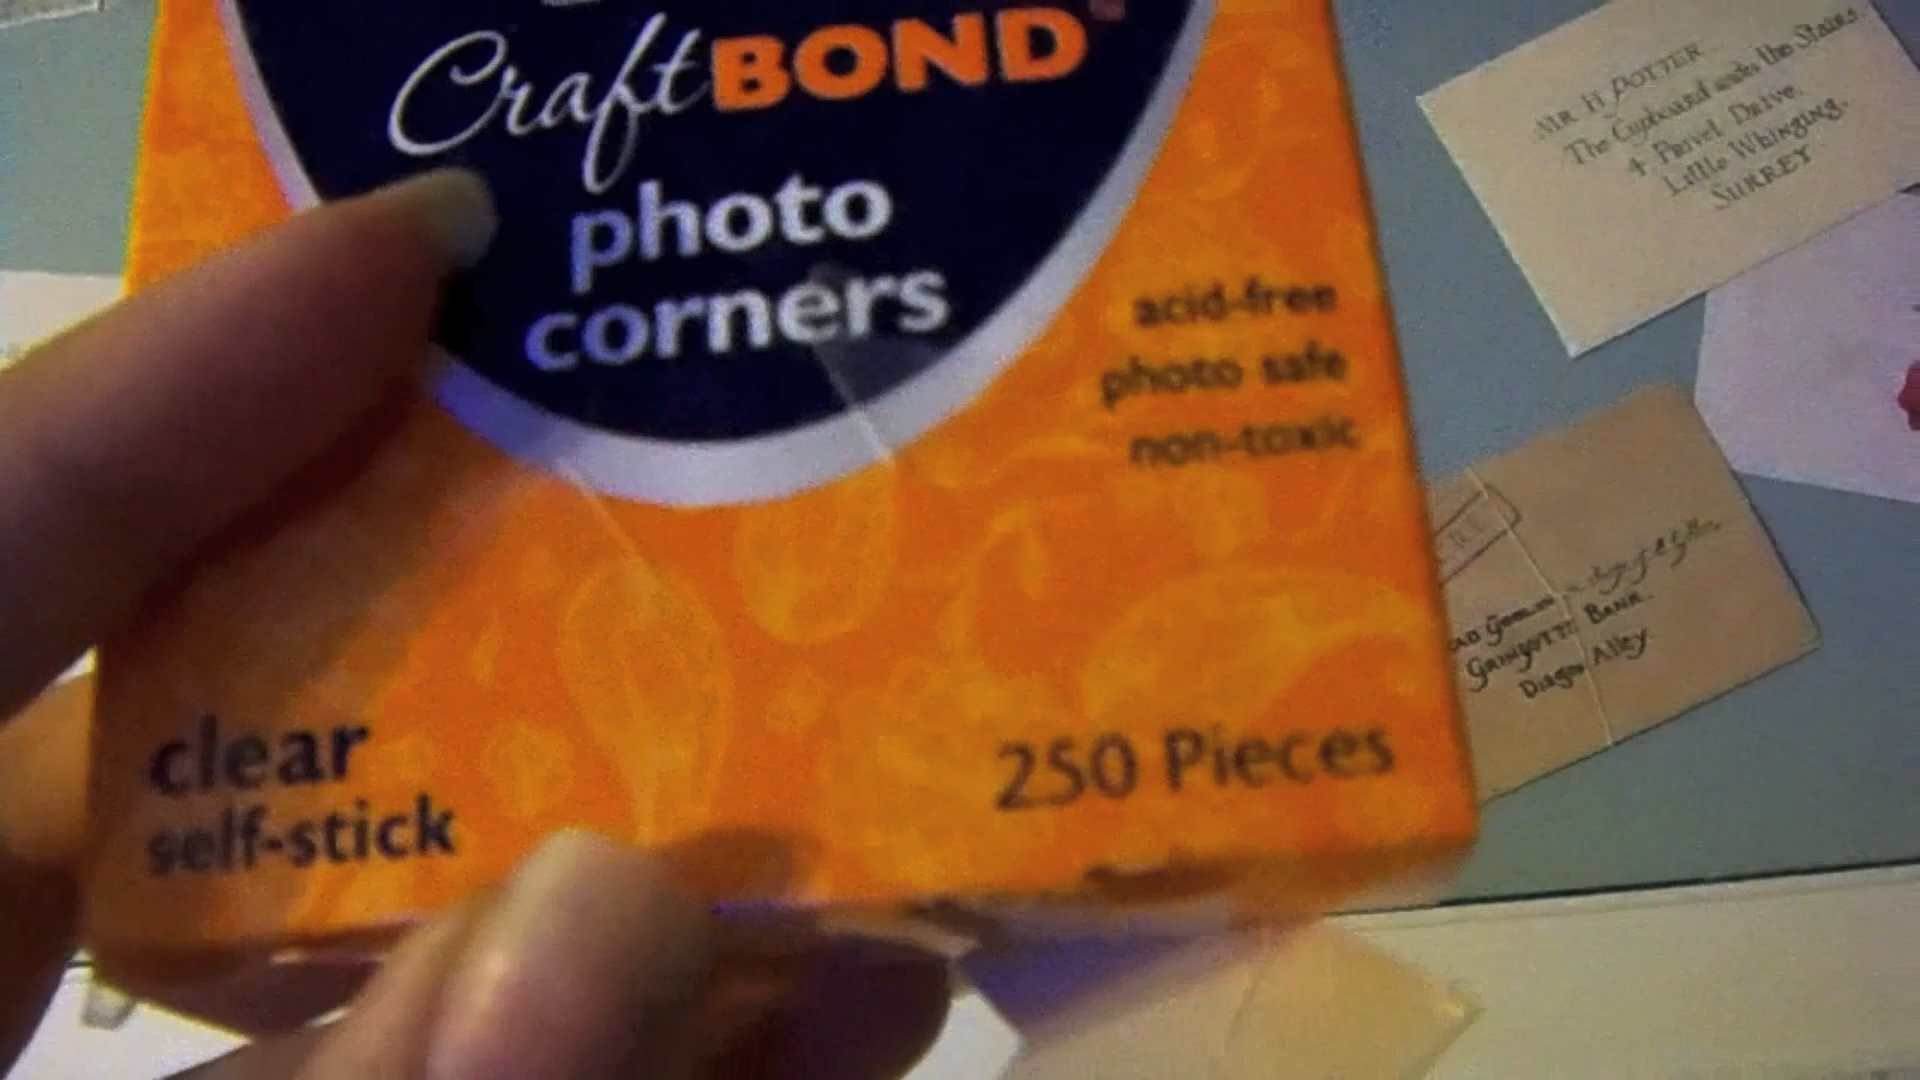 CraftBOND
photo
corners
acid-free
photo safe
non-toxic
clear
self-stick
250 Pieces
MR H POTTER
The Cupboard under the Stairs,
4 Privet Drive,
Little Whinging,
SURREY
GRINGOTTS BANK.
Diagon Alley.